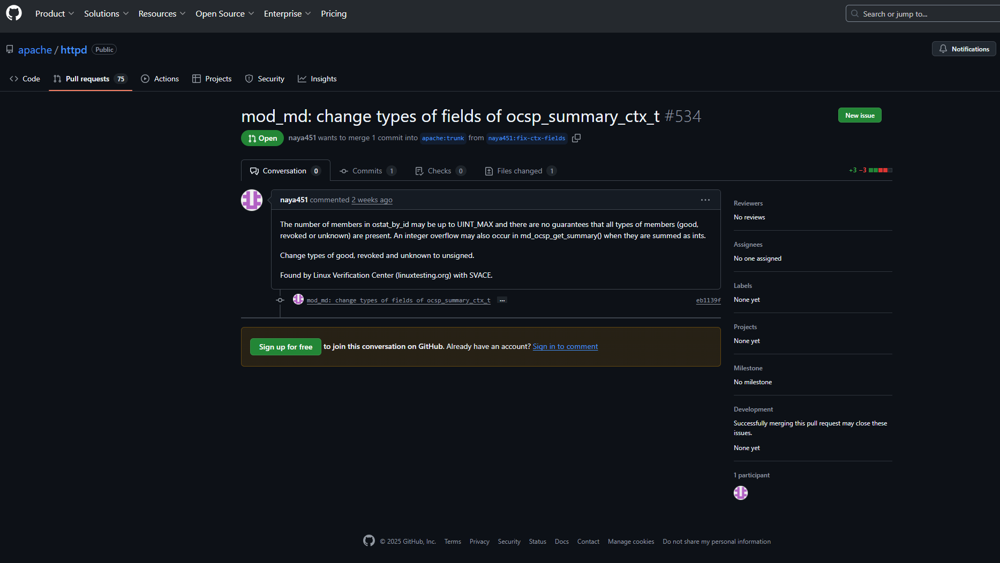 Product Solutions Resources Open Source Enterprise Pricing Search or jump to...
apache / httpd Public Notifications
Code Pull requests 75 Actions Projects Security Insights
mod_md: change types of fields of ocsp_summary_ctx_t #534 New issue
Open naya451 wants to merge 1 commit into apache:trunk from naya451:fix-ctx-fields
Conversation 0 Commits 1 Checks 0 Files changed 1 +3 −3
naya451 commented 2 weeks ago
The number of members in ostat_by_id may be up to UINT_MAX and there are no guarantees that all types of members (good,
revoked or unknown) are present. An integer overflow may also occur in md_ocsp_get_summary() when they are summed as ints.
Change types of good, revoked and unknown to unsigned.
Found by Linux Verification Center (linuxtesting.org) with SVACE.
mod_md: change types of fields of ocsp_summary_ctx_t ... eb1139f
Sign up for free to join this conversation on GitHub. Already have an account? Sign in to comment
Reviewers
No reviews
Assignees
No one assigned
Labels
None yet
Projects
None yet
Milestone
No milestone
Development
Successfully merging this pull request may close these
issues.
None yet
1 participant
© 2025 GitHub, Inc. Terms Privacy Security Status Docs Contact Manage cookies Do not share my personal information